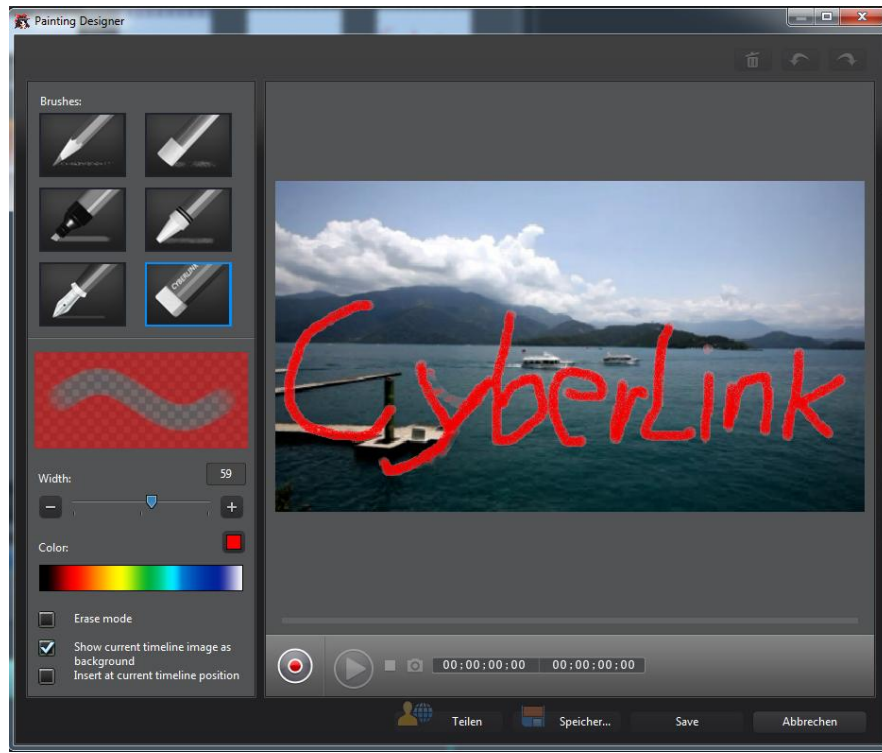 Painting Designer
Brushes:
CYBERLINK
CyberLink
Width:
59
Color:
Erase mode
Show current timeline image as
background
Insert at current timeline position
00;00;00;00 00;00;00;00
Teilen Speicher... Save Abbrechen